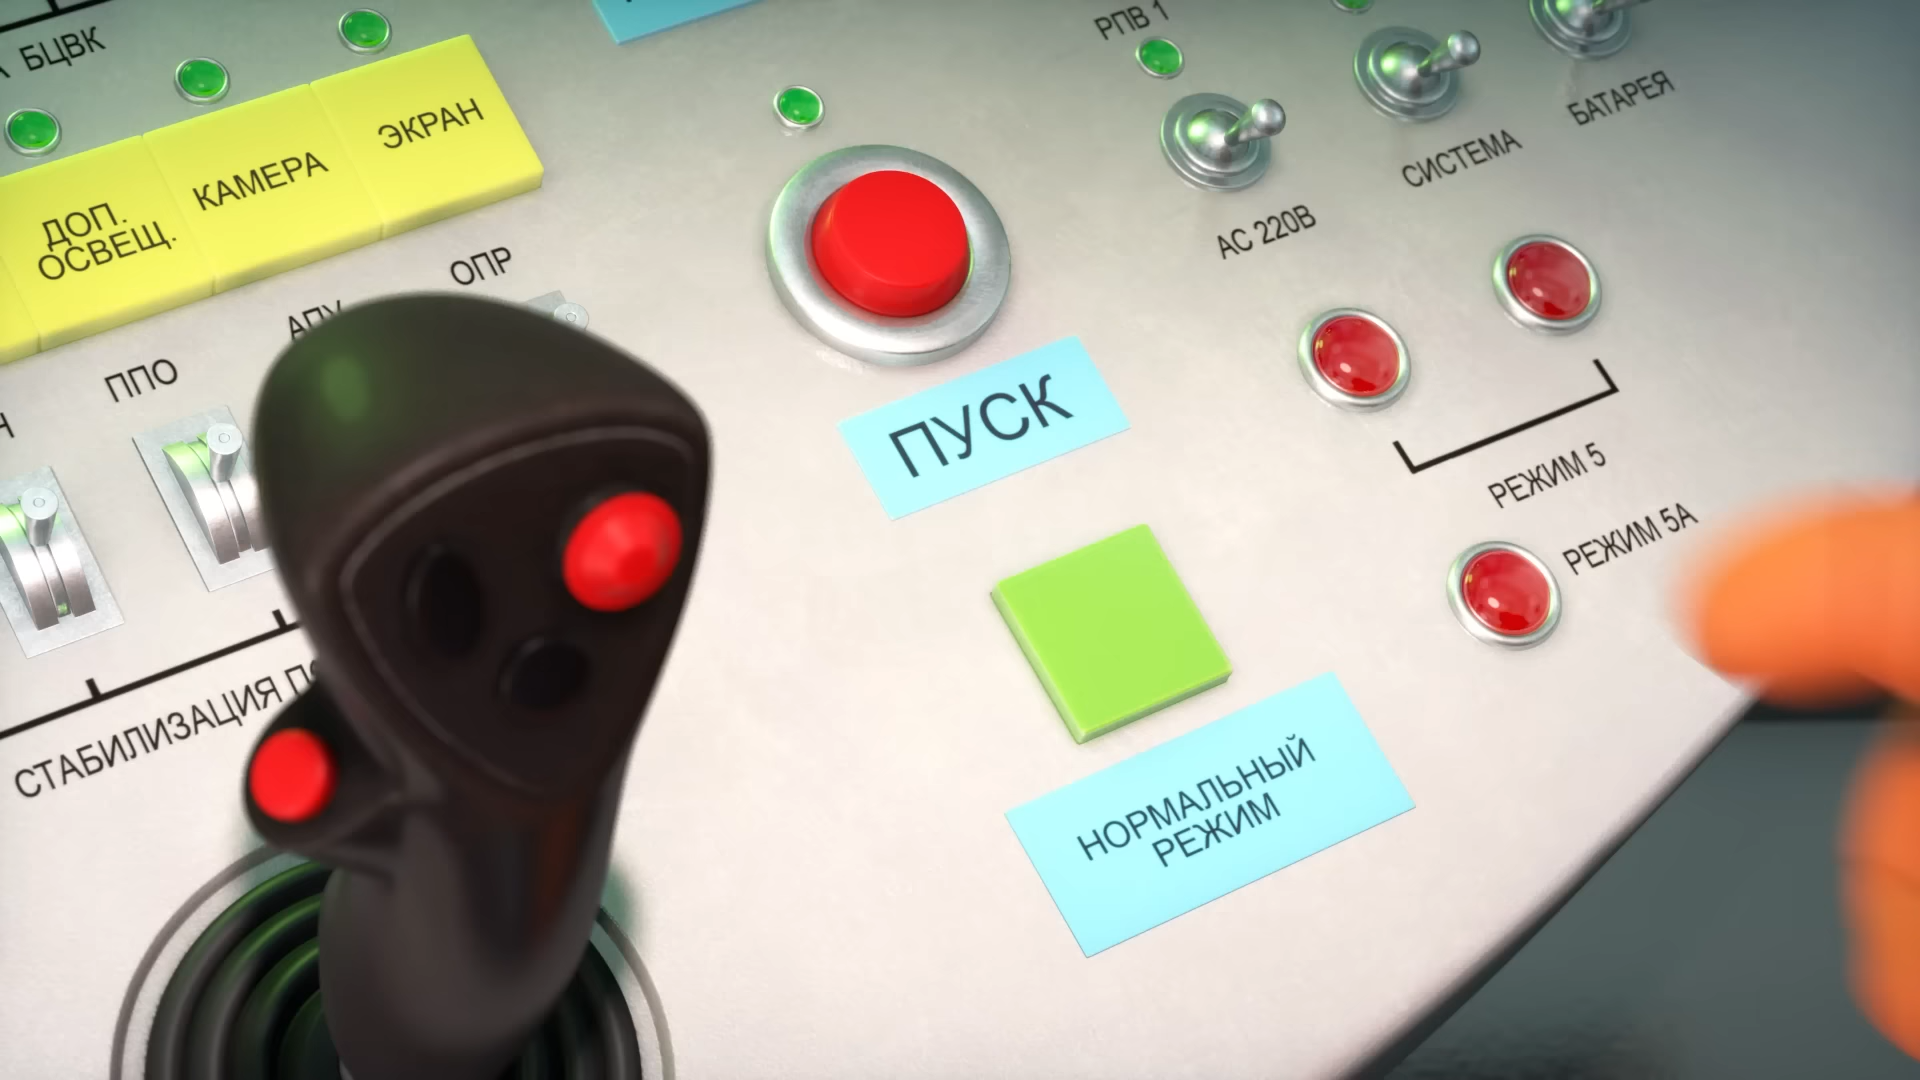 БЦВК
ДОП.
ОСВЕЩ.
КАМЕРА
ЭКРАН
ОПР
АПУ
ППО
СТАБИЛИЗАЦИЯ
ПУСК
НОРМАЛЬНЫЙ
РЕЖИМ
РПВ 1
АС 220В
СИСТЕМА
БАТАРЕЯ
РЕЖИМ 5
РЕЖИМ 5А